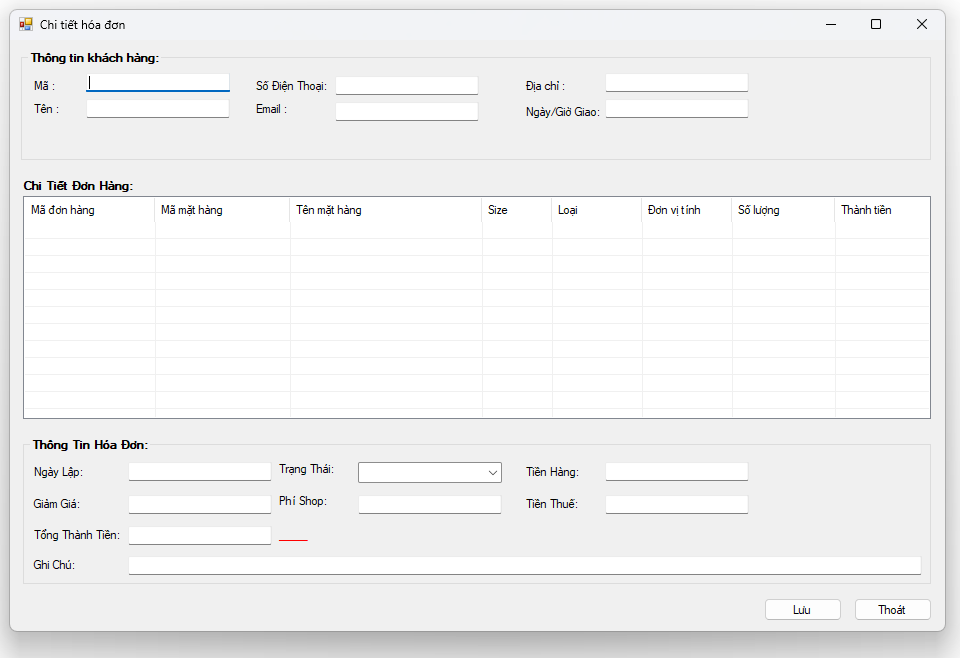 Chi tiết hóa đơn
Thông tin khách hàng:
Mã : Số Điện Thoại: Địa chỉ :
Tên : Email : Ngày/Giờ Giao:
Chi Tiết Đơn Hàng:
Mã đơn hàng Mã mặt hàng Tên mặt hàng Size Loại Đơn vị tính Số lượng Thành tiền
Thông Tin Hóa Đơn:
Ngày Lập: Trạng Thái: Tiền Hàng:
Giảm Giá: Phí Shop: Tiền Thuế:
Tổng Thành Tiền: ____
Ghi Chú:
Lưu Thoát